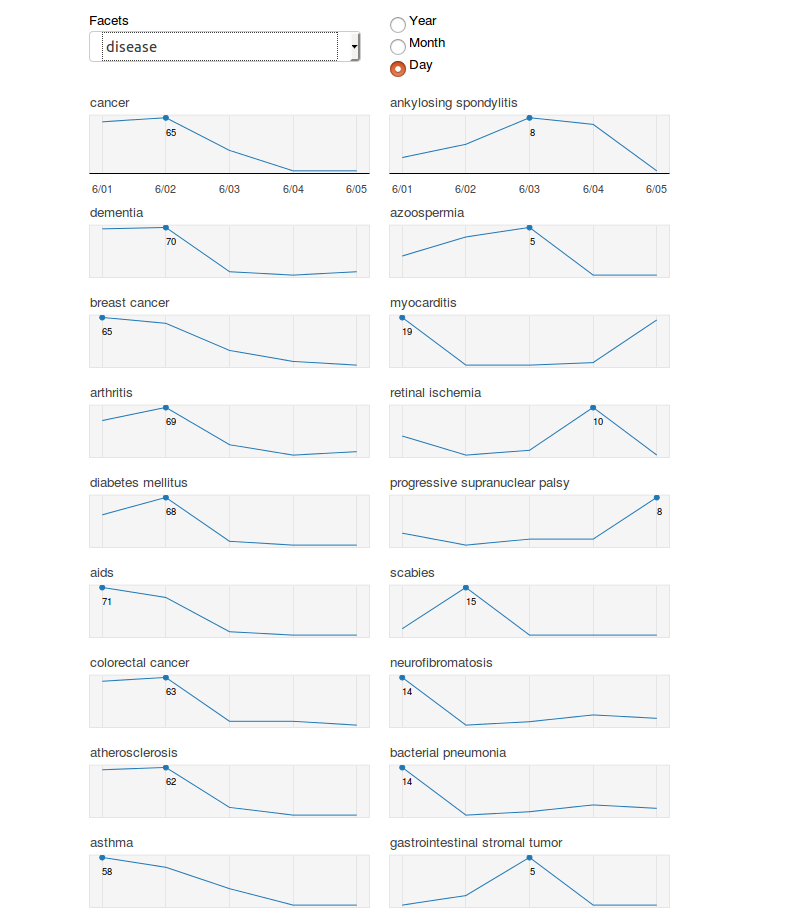 Facets
disease
Year
Month
Day
cancer
65
6/01 6/02 6/03 6/04 6/05
ankylosing spondylitis
8
6/01 6/02 6/03 6/04 6/05
dementia
70
azoospermia
5
breast cancer
65
myocarditis
19
arthritis
69
retinal ischemia
10
diabetes mellitus
68
progressive supranuclear palsy
8
aids
71
scabies
15
colorectal cancer
63
neurofibromatosis
14
atherosclerosis
62
bacterial pneumonia
14
asthma
58
gastrointestinal stromal tumor
5